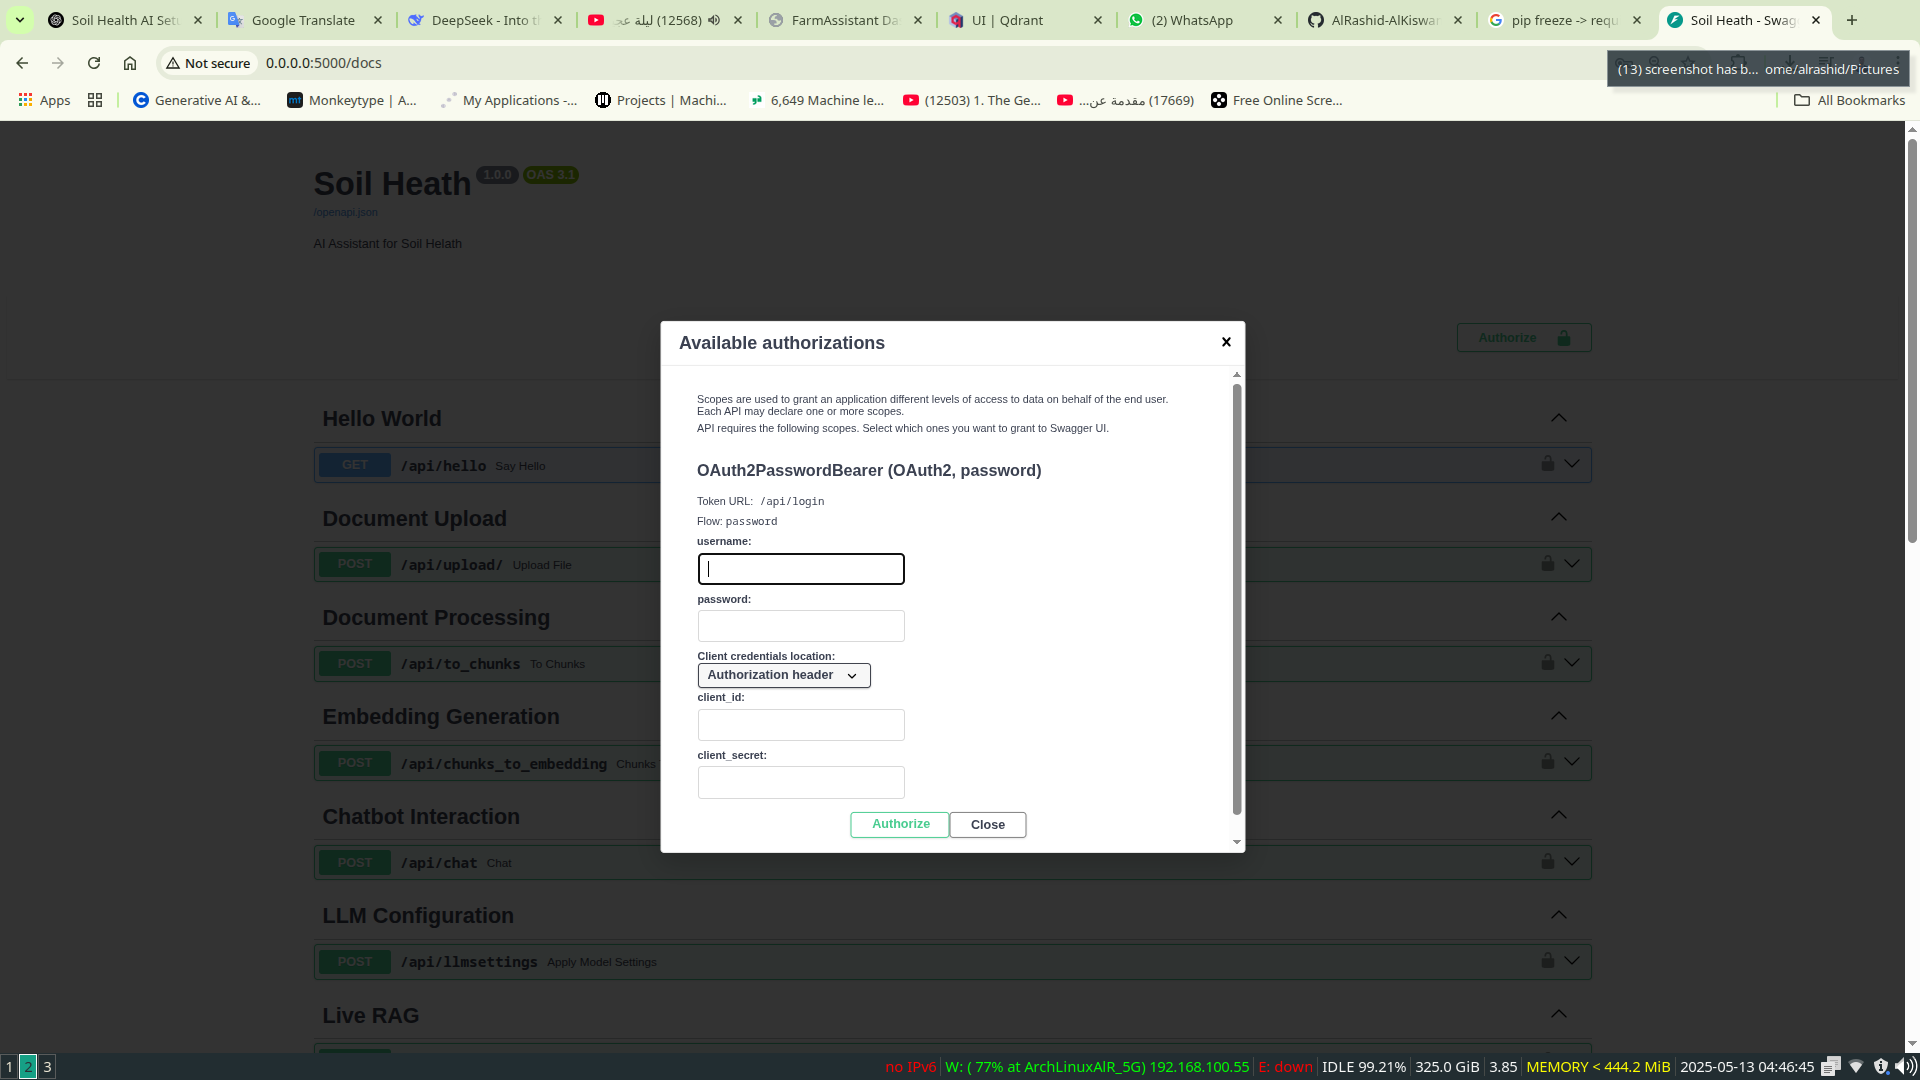 Soil Health AI Set
Google Translate
DeepSeek - Into t
(12568) ليلة عج
FarmAssistant Da
UI | Qdrant
(2) WhatsApp
AlRashid-AlKiswan
pip freeze -> requ
Soil Heath - Swag
Not secure
0.0.0.0:5000/docs
(13) screenshot has b... ome/alrashid/Pictures
Apps
Generative AI &...
Monkeytype | A...
My Applications -...
Projects | Machi...
6,649 Machine le...
(12503) 1. The Ge...
(17669) مقدمة عن...
Free Online Scre...
All Bookmarks
Soil Heath 1.0.0 OAS 3.1
/openapi.json
AI Assistant for Soil Helath
Authorize
Hello World
GET /api/hello Say Hello
Document Upload
POST /api/upload/ Upload File
Document Processing
POST /api/to_chunks To Chunks
Embedding Generation
POST /api/chunks_to_embedding Chunks
Chatbot Interaction
POST /api/chat Chat
LLM Configuration
POST /api/llmsettings Apply Model Settings
Live RAG
Available authorizations
Scopes are used to grant an application different levels of access to data on behalf of the end user.
Each API may declare one or more scopes.
API requires the following scopes. Select which ones you want to grant to Swagger UI.
OAuth2PasswordBearer (OAuth2, password)
Token URL: /api/login
Flow: password
username:
password:
Client credentials location:
Authorization header
client_id:
client_secret:
Authorize
Close
1 2 3
no IPv6 W: ( 77% at ArchLinuxAlR_5G) 192.168.100.55 E: down IDLE 99.21% 325.0 GiB 3.85 MEMORY < 444.2 MiB 2025-05-13 04:46:45